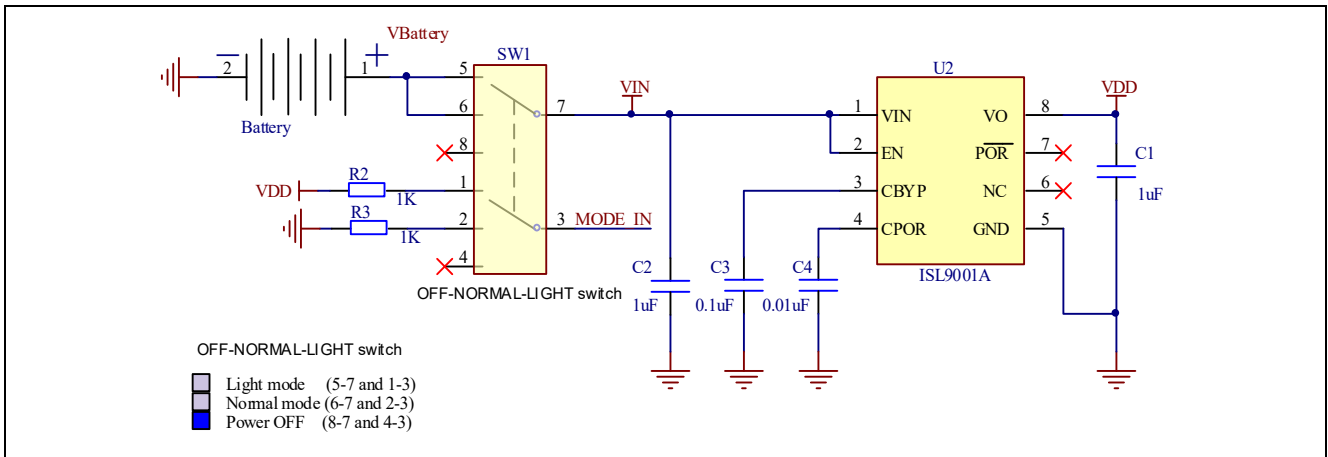 VBattery
SW1
2
1
Battery
5
6
8
1
2
4
7
3
VIN
MODE_IN
VDD
R2
1K
R3
1K
OFF-NORMAL-LIGHT switch
U2
1 VIN
2 EN
3 CBYP
4 CPOR
VO 8
POR 7
NC 6
GND 5
ISL9001A
VDD
C1
1uF
C2
1uF
C3
0.1uF
C4
0.01uF
OFF-NORMAL-LIGHT switch
Light mode (5-7 and 1-3)
Normal mode (6-7 and 2-3)
Power OFF (8-7 and 4-3)